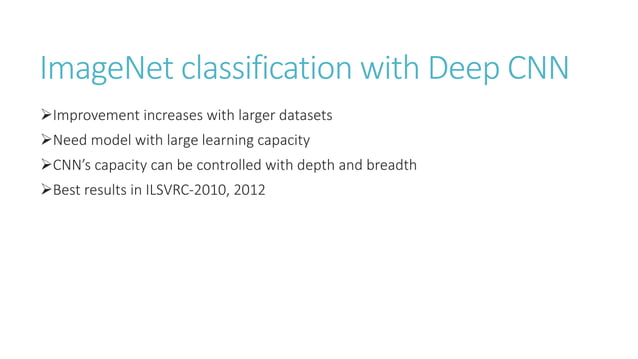 ImageNet classification with Deep CNN
➢Improvement increases with larger datasets
➢Need model with large learning capacity
➢CNN’s capacity can be controlled with depth and breadth
➢Best results in ILSVRC-2010, 2012